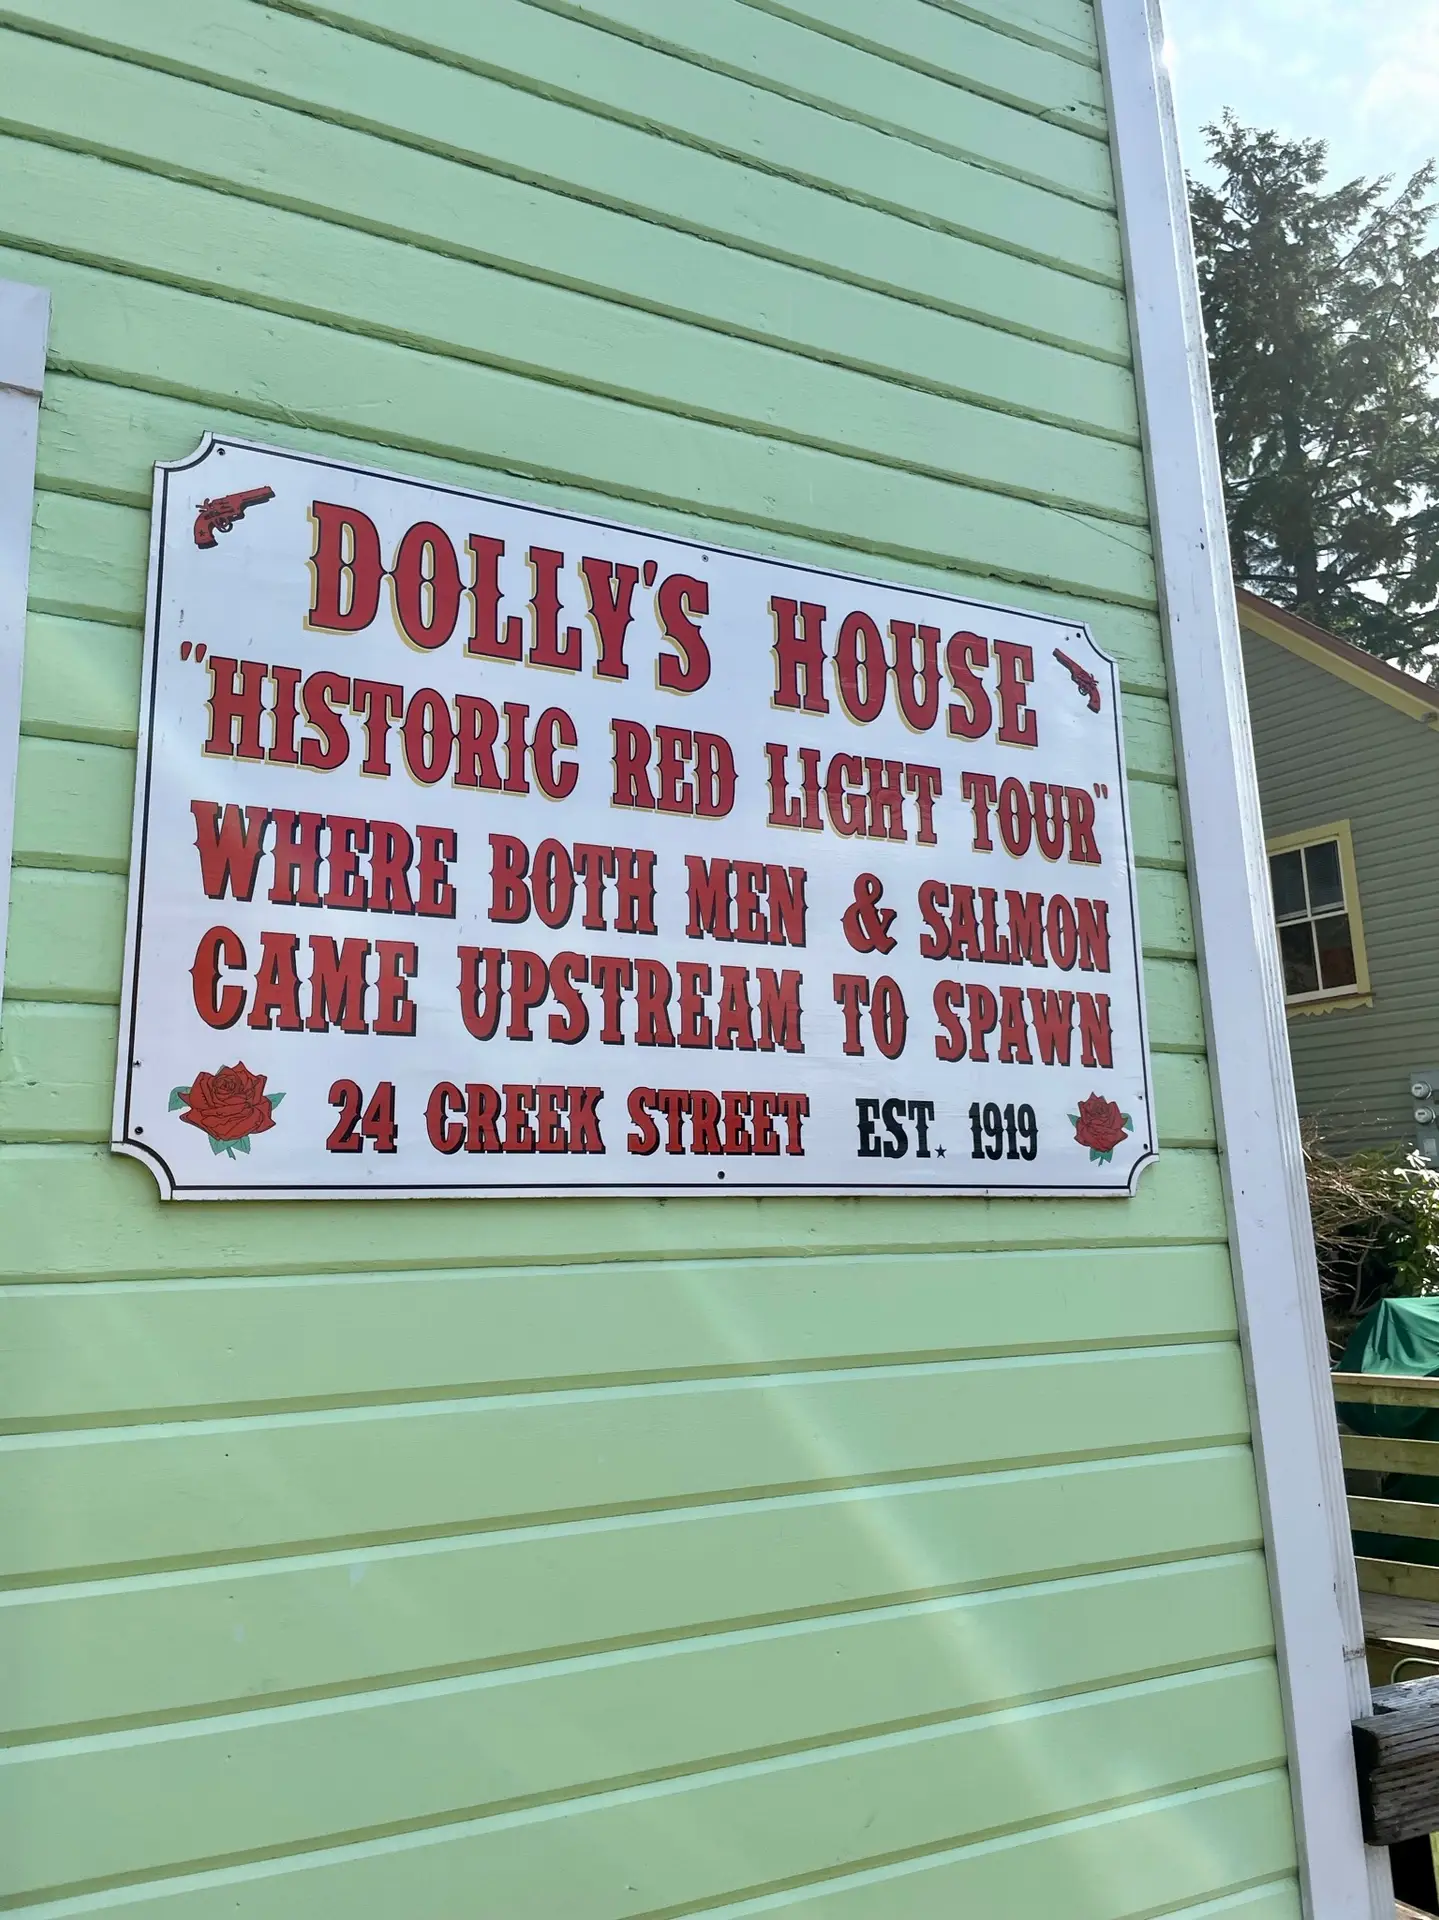 DOLLY'S HOUSE
"HISTORIC RED LIGHT TOUR"
WHERE BOTH MEN & SALMON
CAME UPSTREAM TO SPAWN
24 CREEK STREET EST. 1919